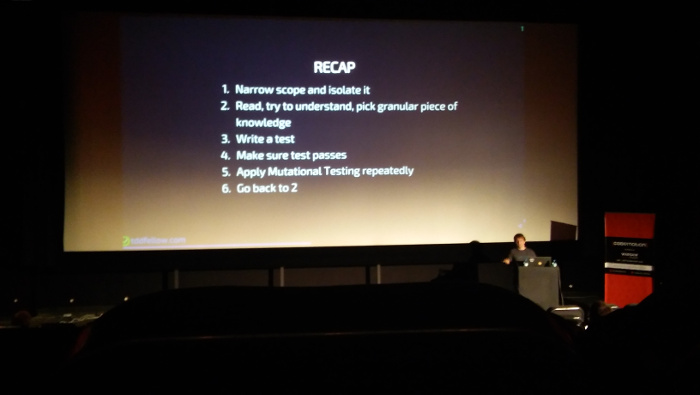 RECAP
1. Narrow scope and isolate it
2. Read, try to understand, pick granular piece of
knowledge
3. Write a test
4. Make sure test passes
5. Apply Mutational Testing repeatedly
6. Go back to 2